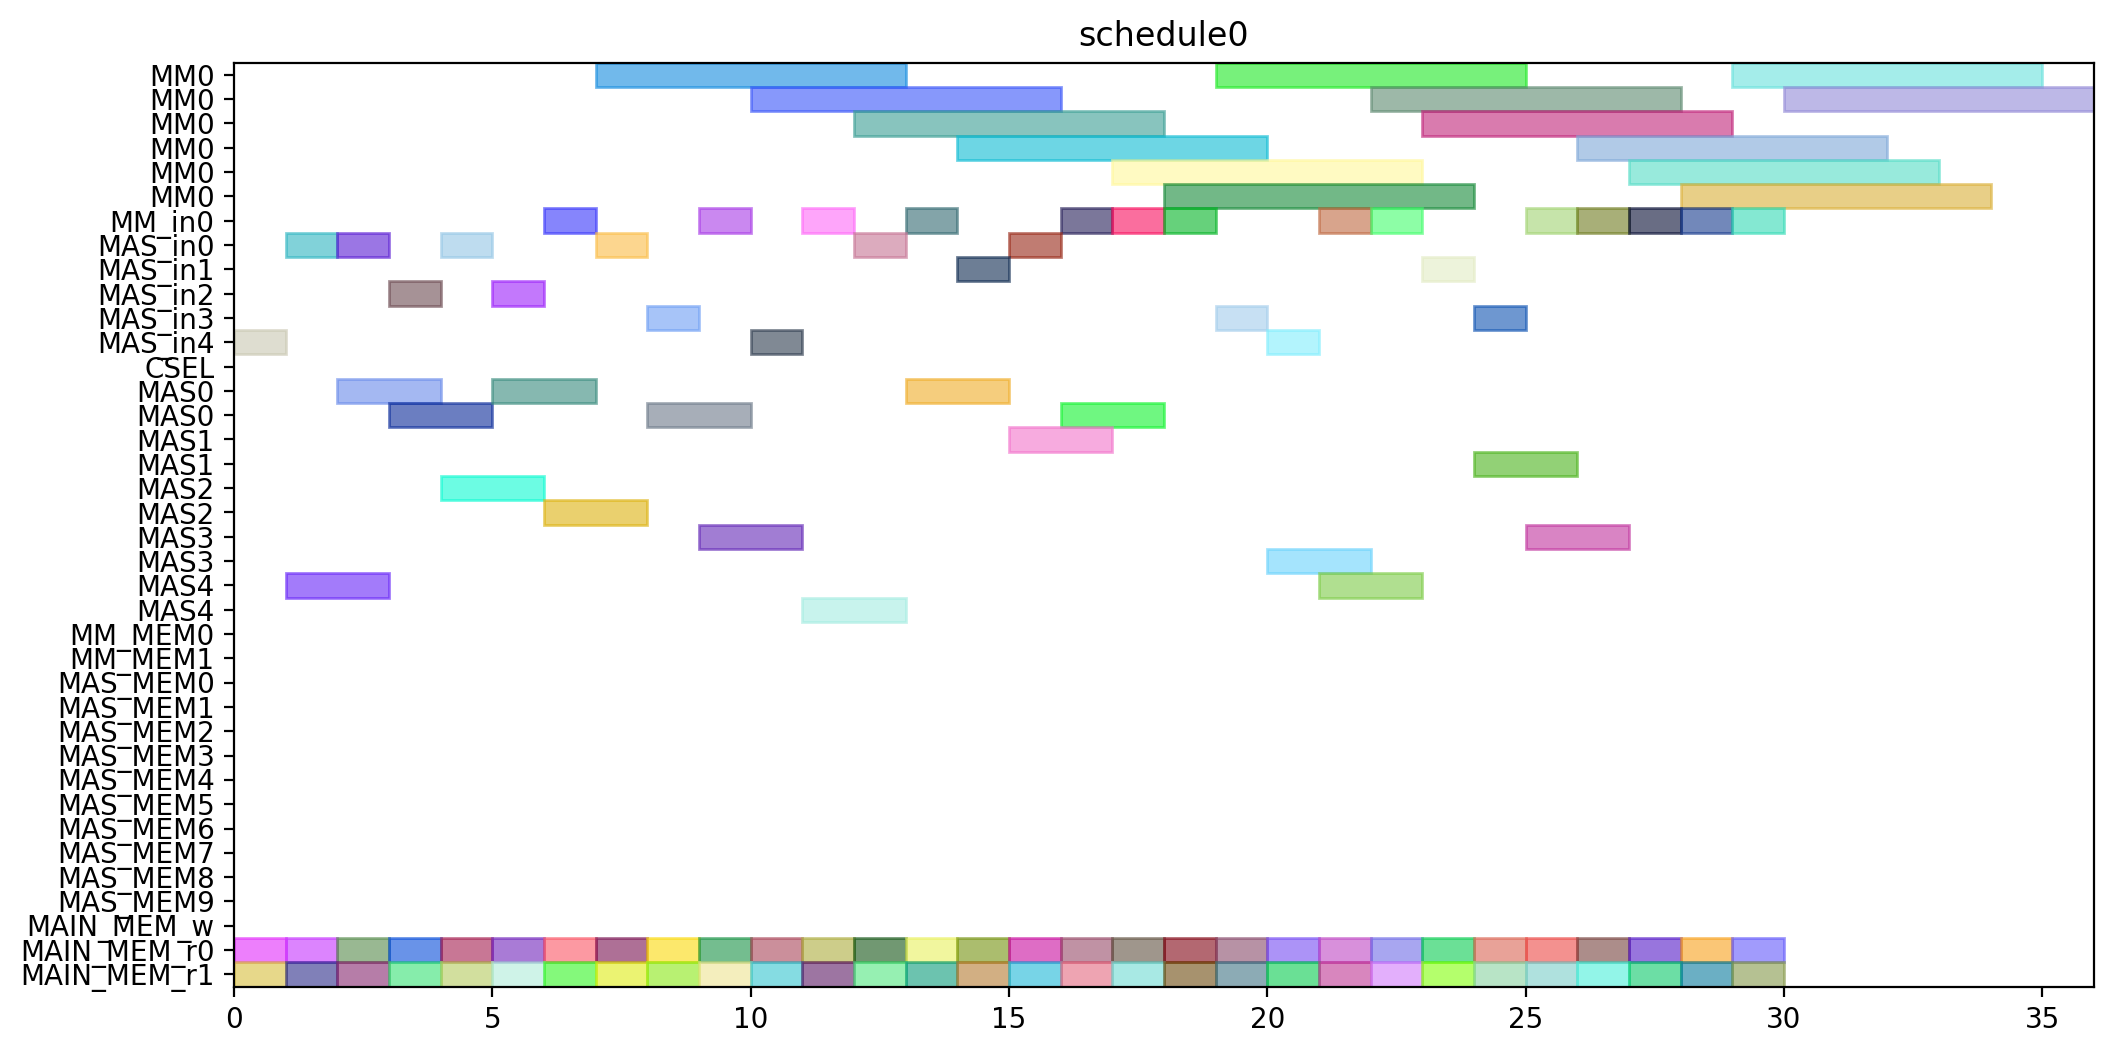 schedule0
MM0
MM0
MM0
MM0
MM0
MM0
MM_in0
MAS_in0
MAS_in1
MAS_in2
MAS_in3
MAS_in4
CSEL
MAS0
MAS0
MAS1
MAS1
MAS2
MAS2
MAS3
MAS3
MAS4
MAS4
MM_MEM0
MM_MEM1
MAS_MEM0
MAS_MEM1
MAS_MEM2
MAS_MEM3
MAS_MEM4
MAS_MEM5
MAS_MEM6
MAS_MEM7
MAS_MEM8
MAS_MEM9
MAIN_MEM_w
MAIN_MEM_r0
MAIN_MEM_r1
0 5 10 15 20 25 30 35